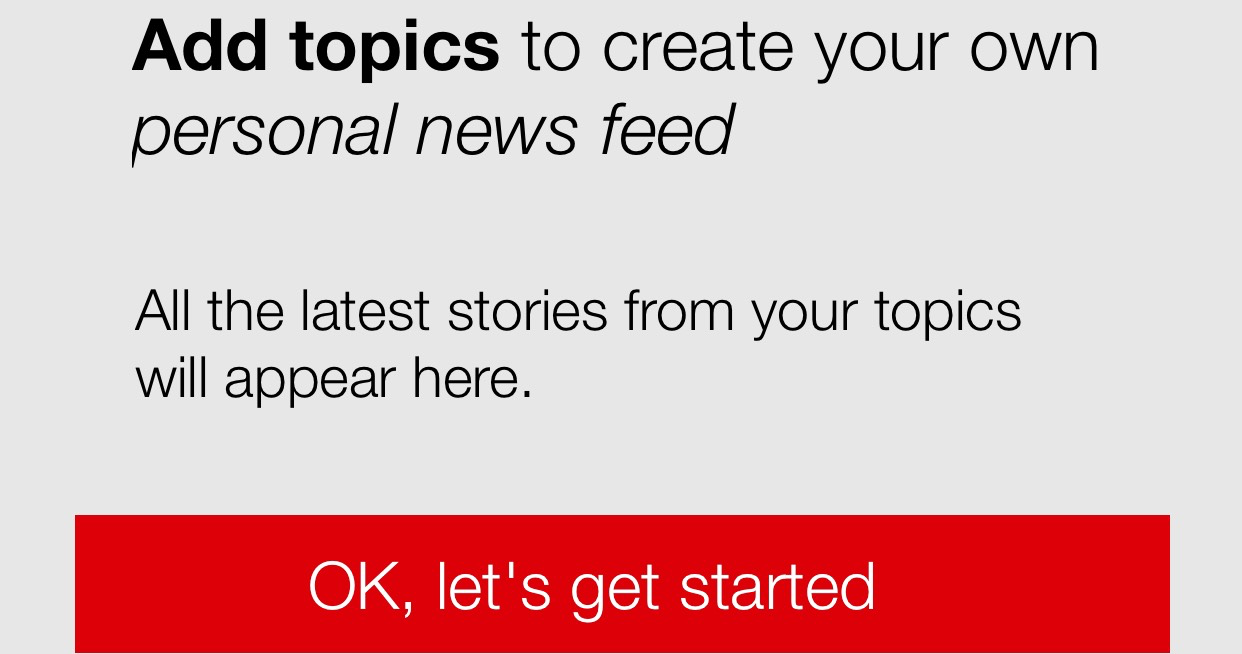 Add topics to create your own
personal news feed
All the latest stories from your topics
will appear here.
OK, let's get started